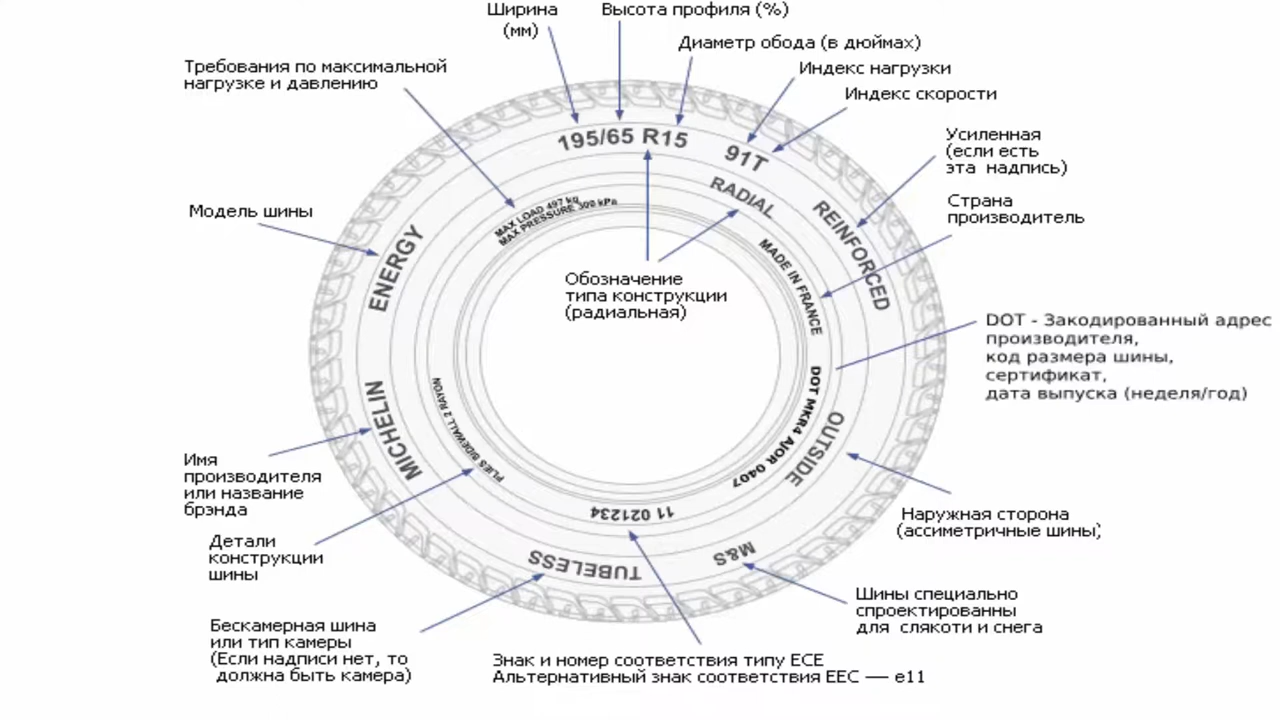 Ширина
(мм)
Высота профиля (%)
Диаметр обода (в дюймах)
Требования по максимальной
нагрузке и давлению
Индекс нагрузки
Индекс скорости
195/65 R15
91T
Усиленная
(если есть
эта надпись)
RADIAL
REINFORCED
MAX LOAD 497 kg
MAX PRESSURE 300 kPa
Модель шины
Страна
производитель
ENERGY
MADE IN FRANCE
Обозначение
типа конструкции
(радиальная)
DOT - Закодированный адрес
производителя,
код размера шины,
сертификат,
дата выпуска (неделя/год)
MICHELIN
PLIES SIDEWALL 2 RAYON
DOT MKR4 AJOR 0407
OUTSIDE
Имя
производителя
или название
брэнда
11 021234
Наружная сторона
(ассиметричные шины)
Детали
конструкции
шины
TUBELESS
M&S
Шины специально
спроектированны
для слякоти и снега
Бескамерная шина
или тип камеры
(Если надписи нет, то
должна быть камера)
Знак и номер соответствия типу ECE
Альтернативный знак соответствия EEC — e11